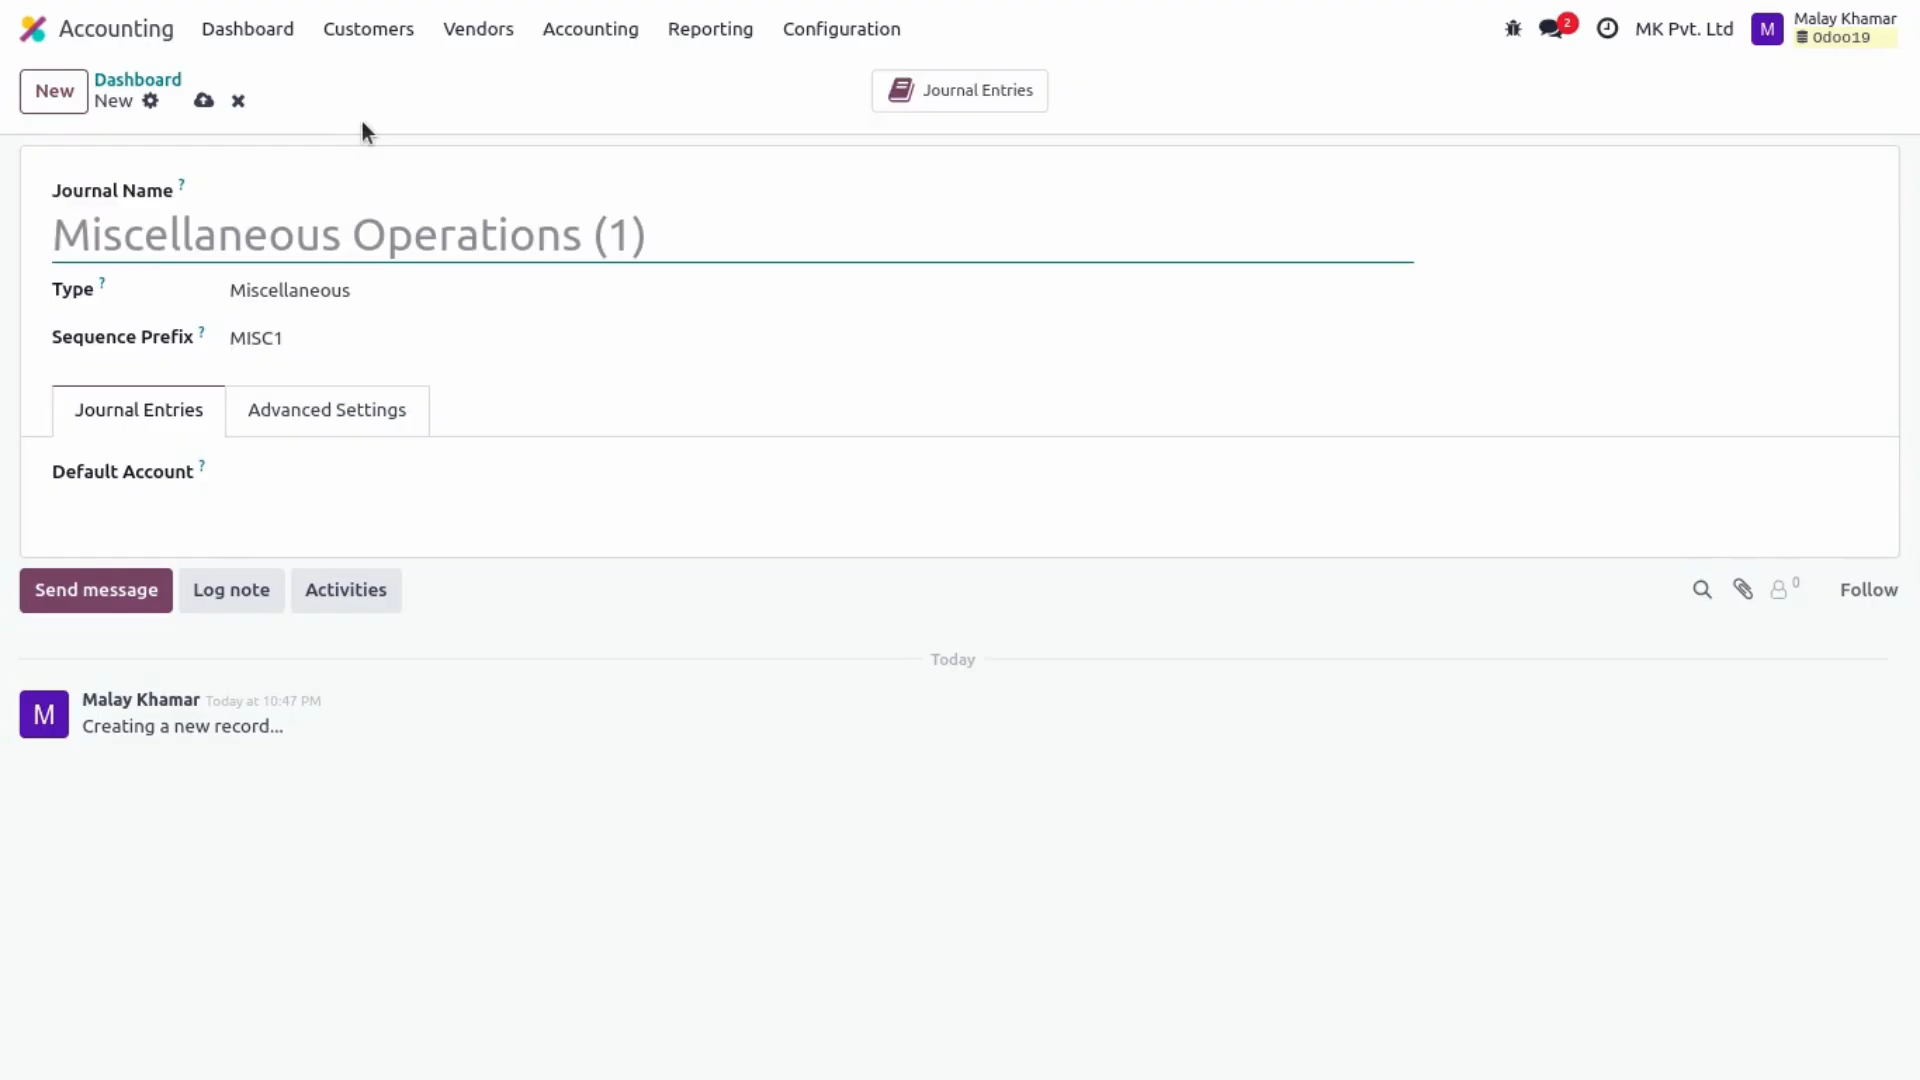 Accounting Dashboard Customers Vendors Accounting Reporting Configuration 2 MK Pvt. Ltd M Malay Khamar
Odoo19
New Dashboard
New
Journal Entries
Journal Name ?
Miscellaneous Operations (1)
Type ? Miscellaneous
Sequence Prefix ? MISC1
Journal Entries Advanced Settings
Default Account ?
Send message Log note Activities 0 Follow
Today
M Malay Khamar Today at 10:47 PM
Creating a new record...